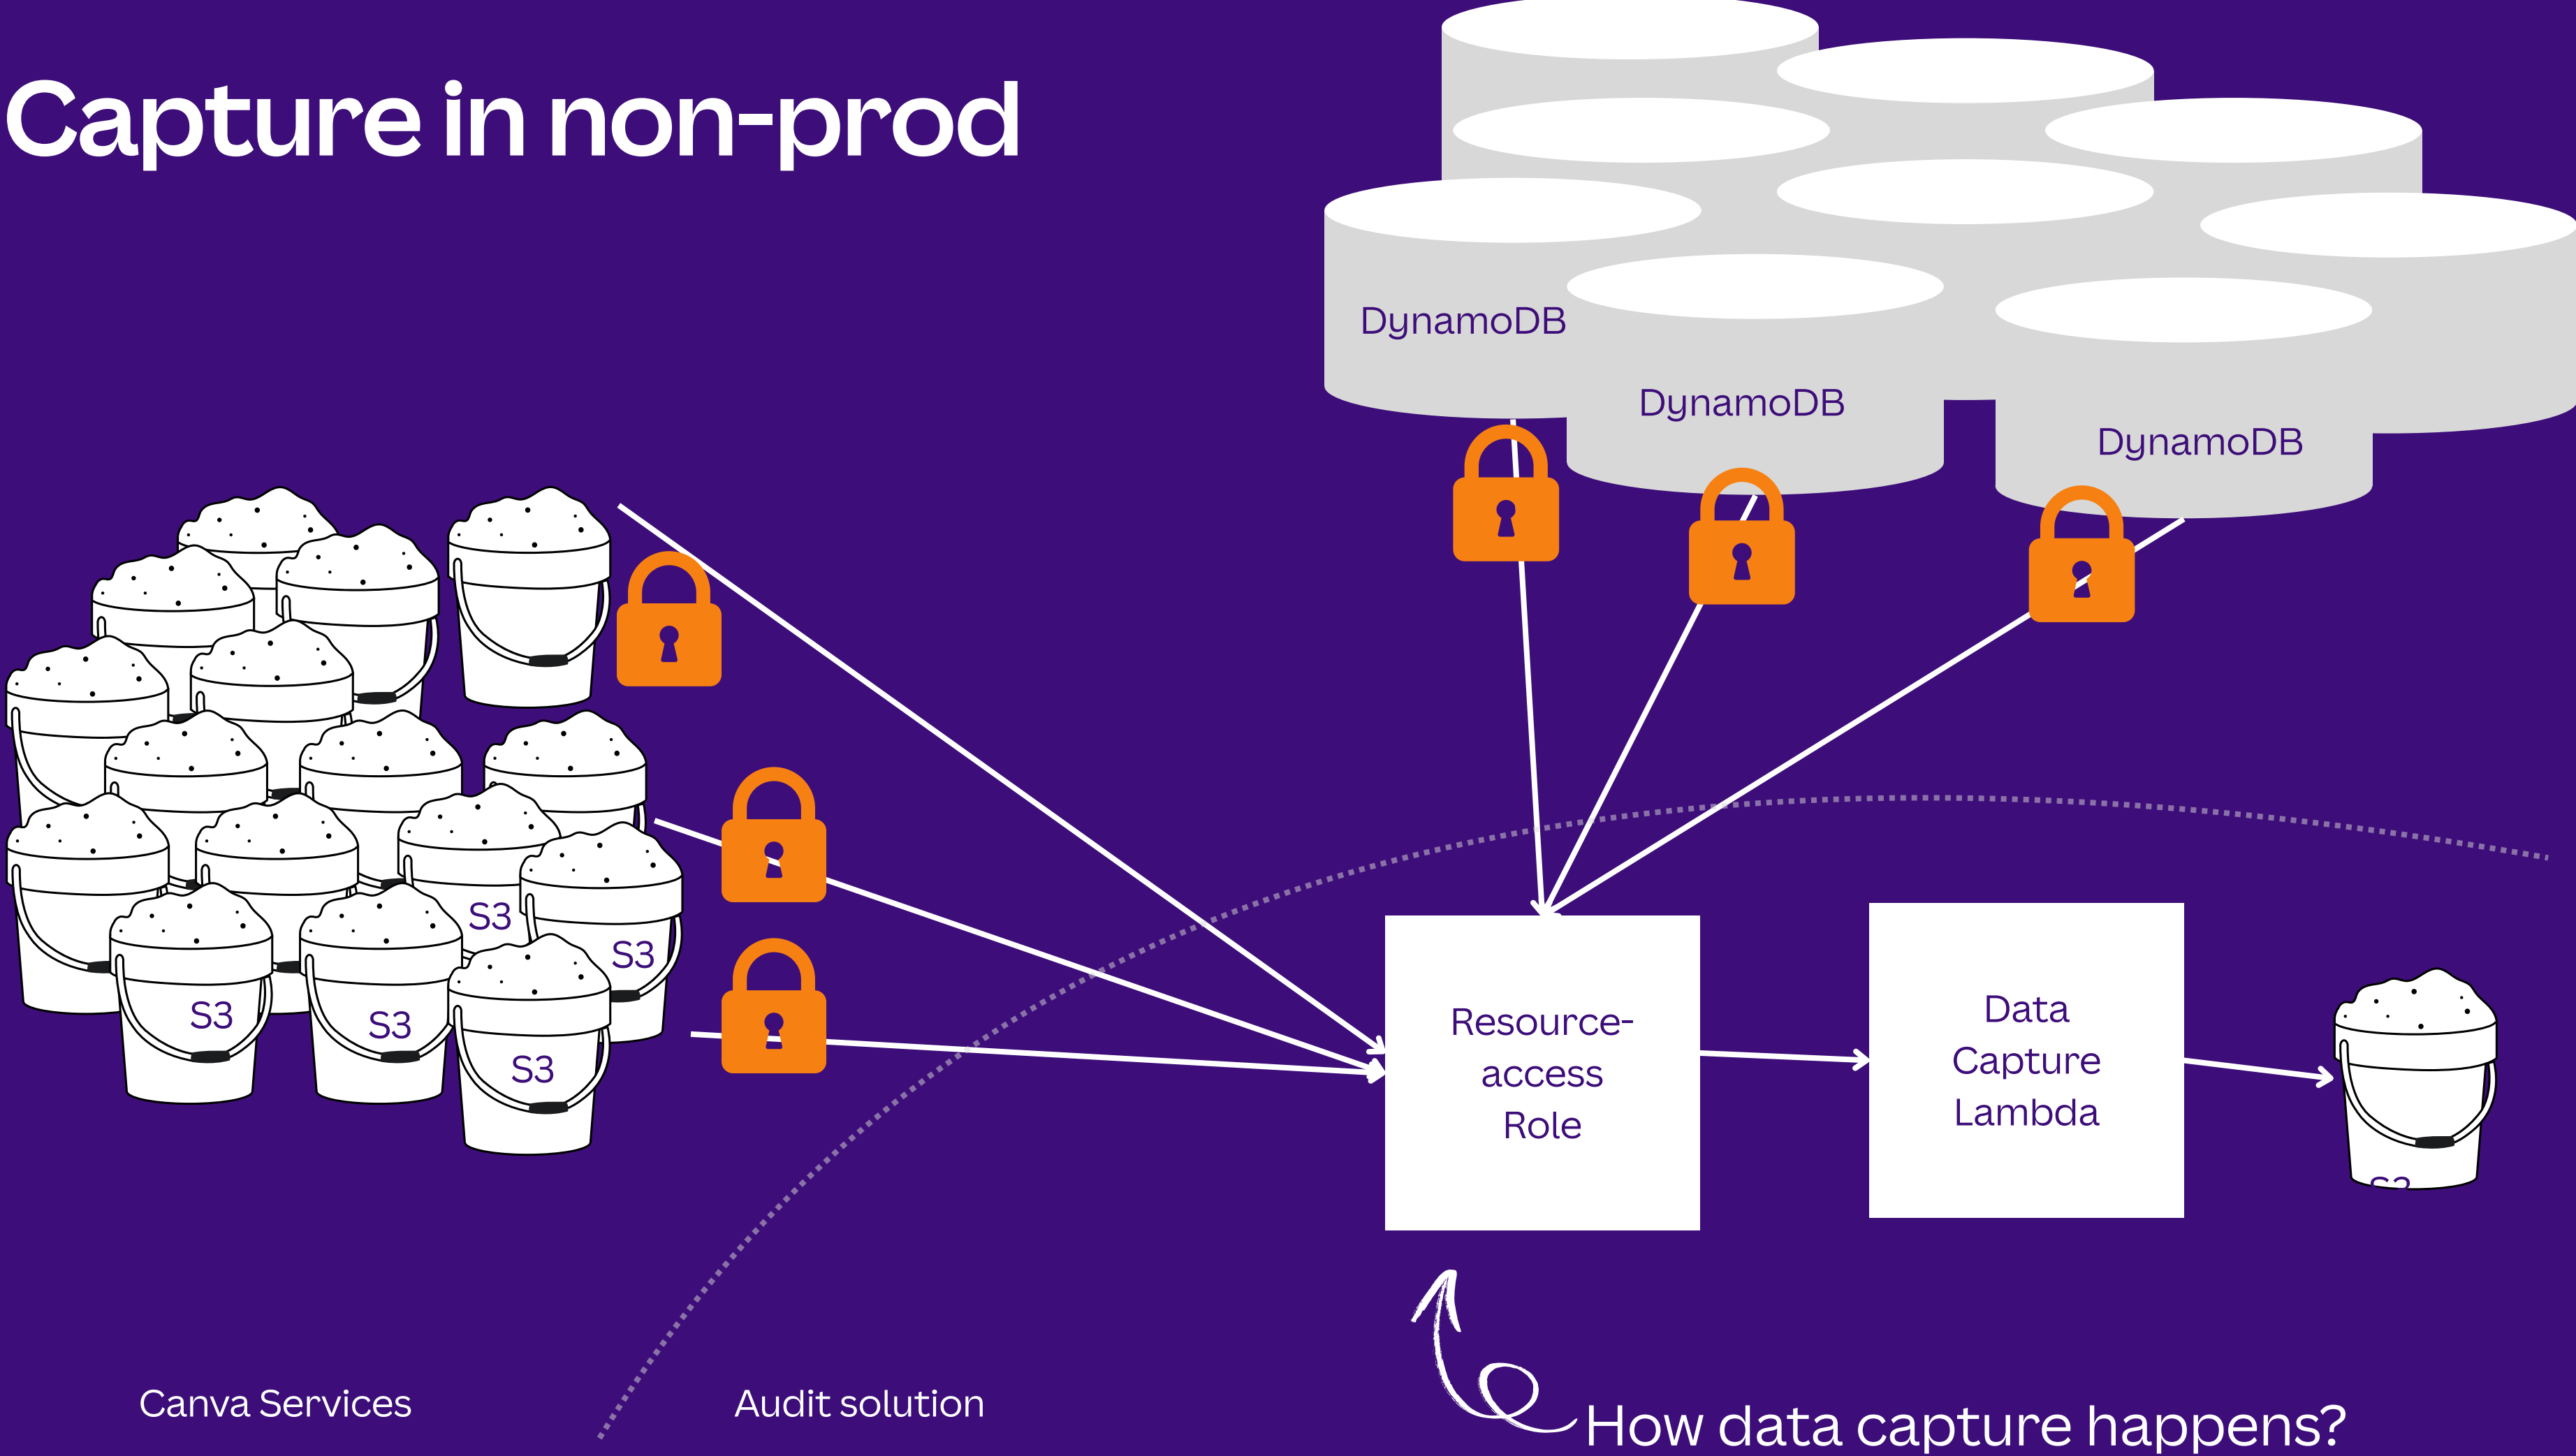 Capture in non-prod
DynamoDB
DynamoDB
DynamoDB
S3
S3
S3
S3
S3
Resource-
access
Role
Data
Capture
Lambda
S3
Canva Services
Audit solution
How data capture happens?